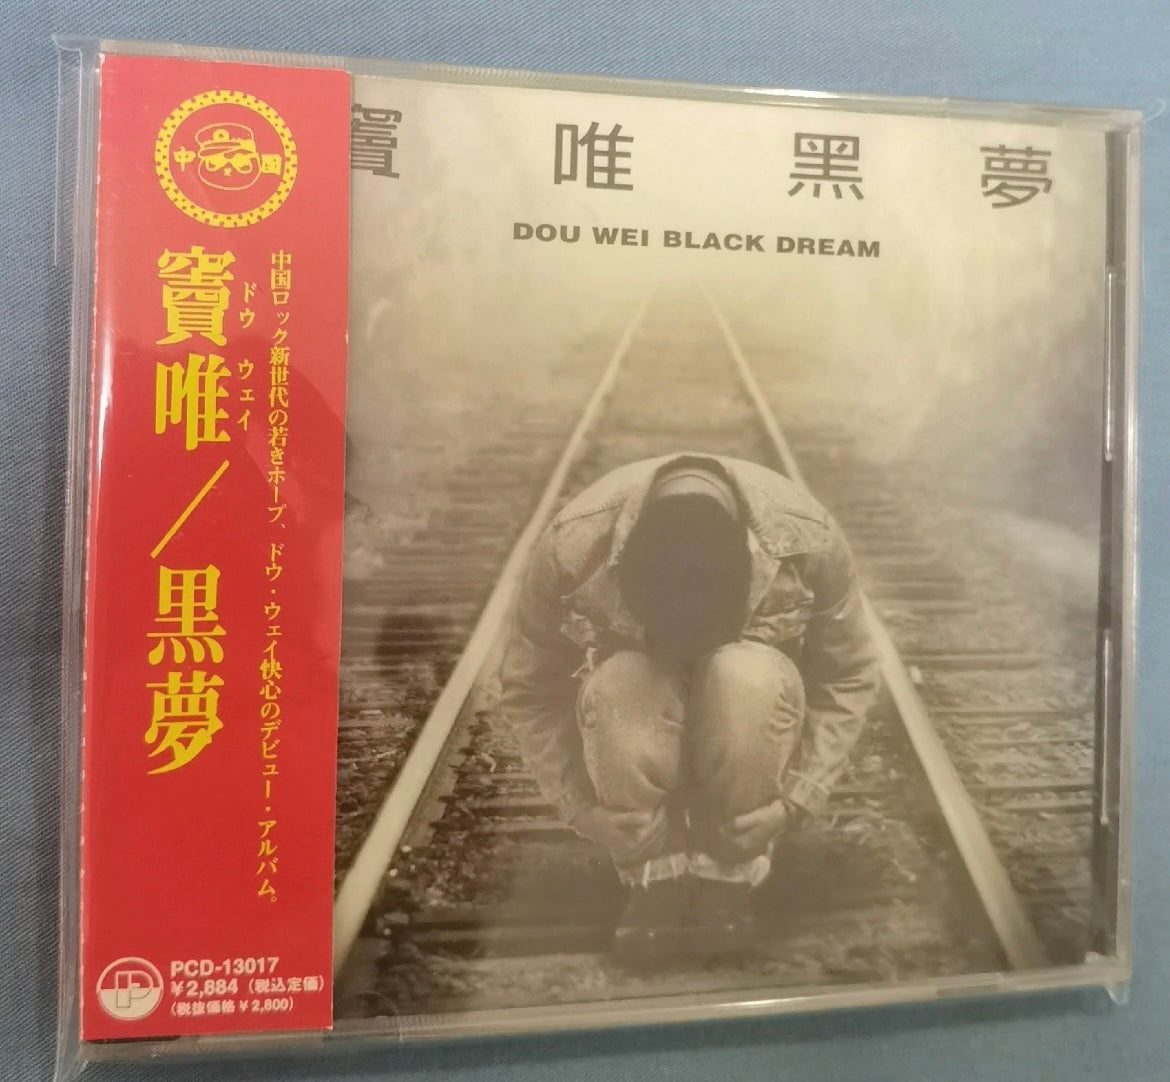 中国
中国ロック新世代の若きホープ、ドウ・ウェイ快心のデビュー・アルバム。
ドウ ウェイ
竇唯／黒夢
PCD-13017
¥2,884（税込定価）
（税抜価格 ¥2,800）
P
竇 唯 黑 夢
DOU WEI BLACK DREAM